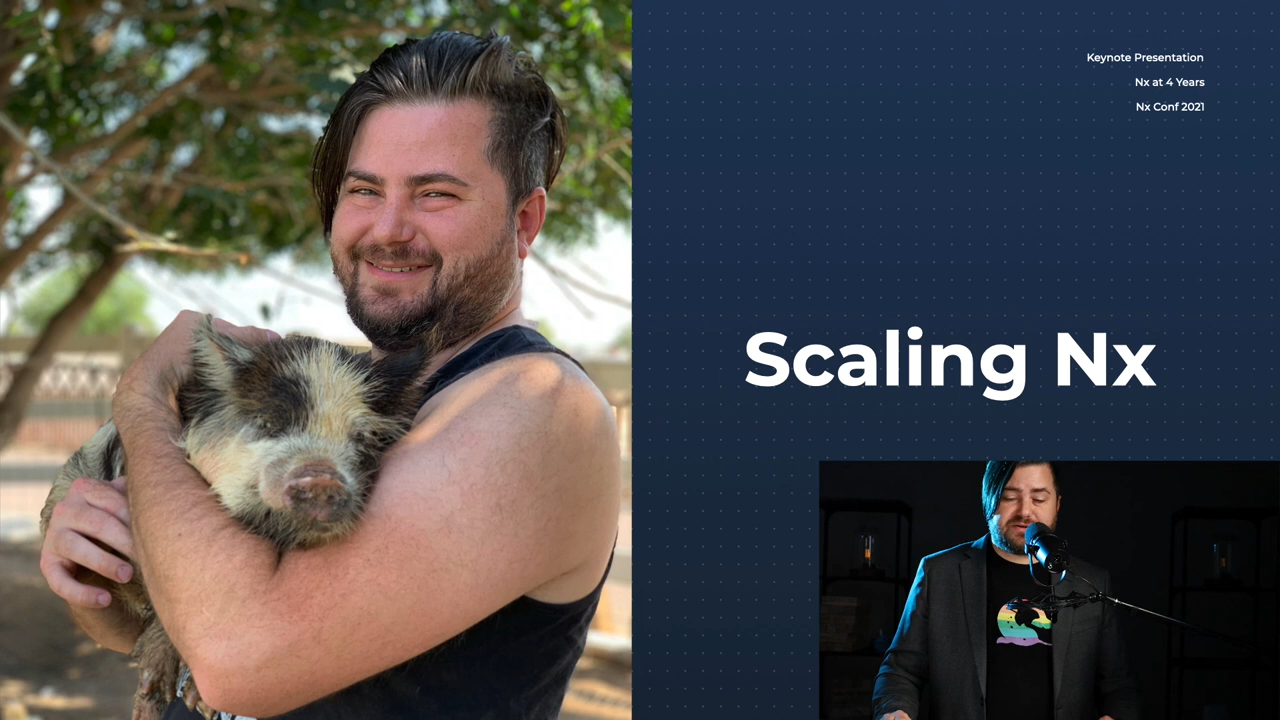 Keynote Presentation
Nx at 4 Years
Nx Conf 2021
Scaling Nx